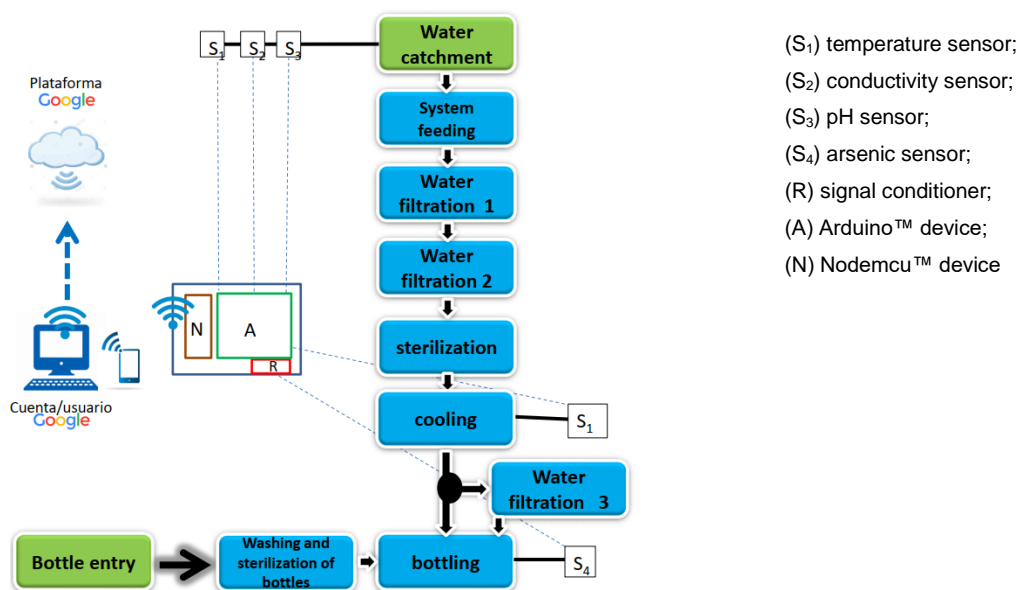 S1 S2 S3
Water
catchment
(S1) temperature sensor;
(S2) conductivity sensor;
(S3) pH sensor;
(S4) arsenic sensor;
(R) signal conditioner;
(A) Arduino™ device;
(N) Nodemcu™ device
Plataforma
Google
System
feeding
Water
filtration 1
Water
filtration 2
N
A
R
sterilization
Cuenta/usuario
Google
cooling
S1
Water
filtration 3
Bottle entry
Washing and
sterilization of
bottles
bottling
S4